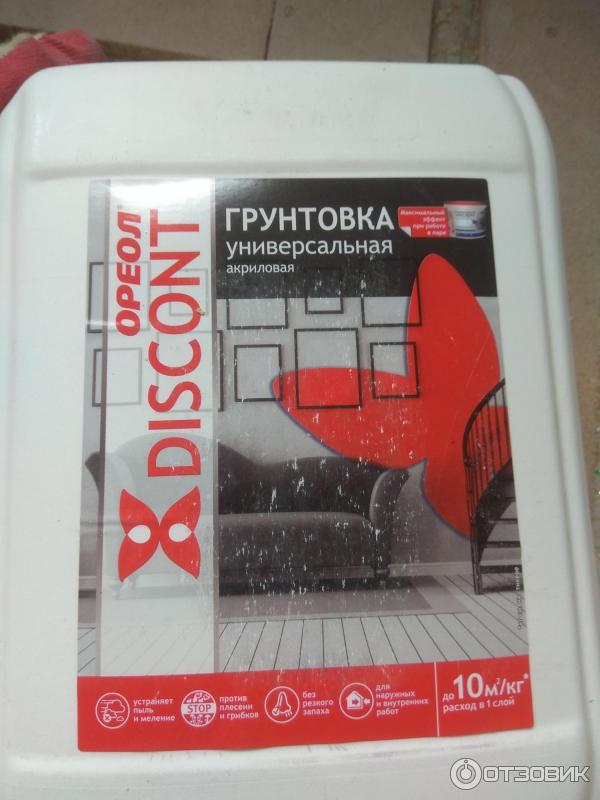 ОРЕОЛ
DISCONT
ГРУНТОВКА
универсальная
акриловая
Максимальный
эффект
при работе
в паре
устраняет
пыль
и меление
STOP
против
плесени
и грибков
без
резкого
запаха
для
наружных
и внутренних
работ
до 10 м²/кг*
расход в 1 слой
ОТЗОВИК